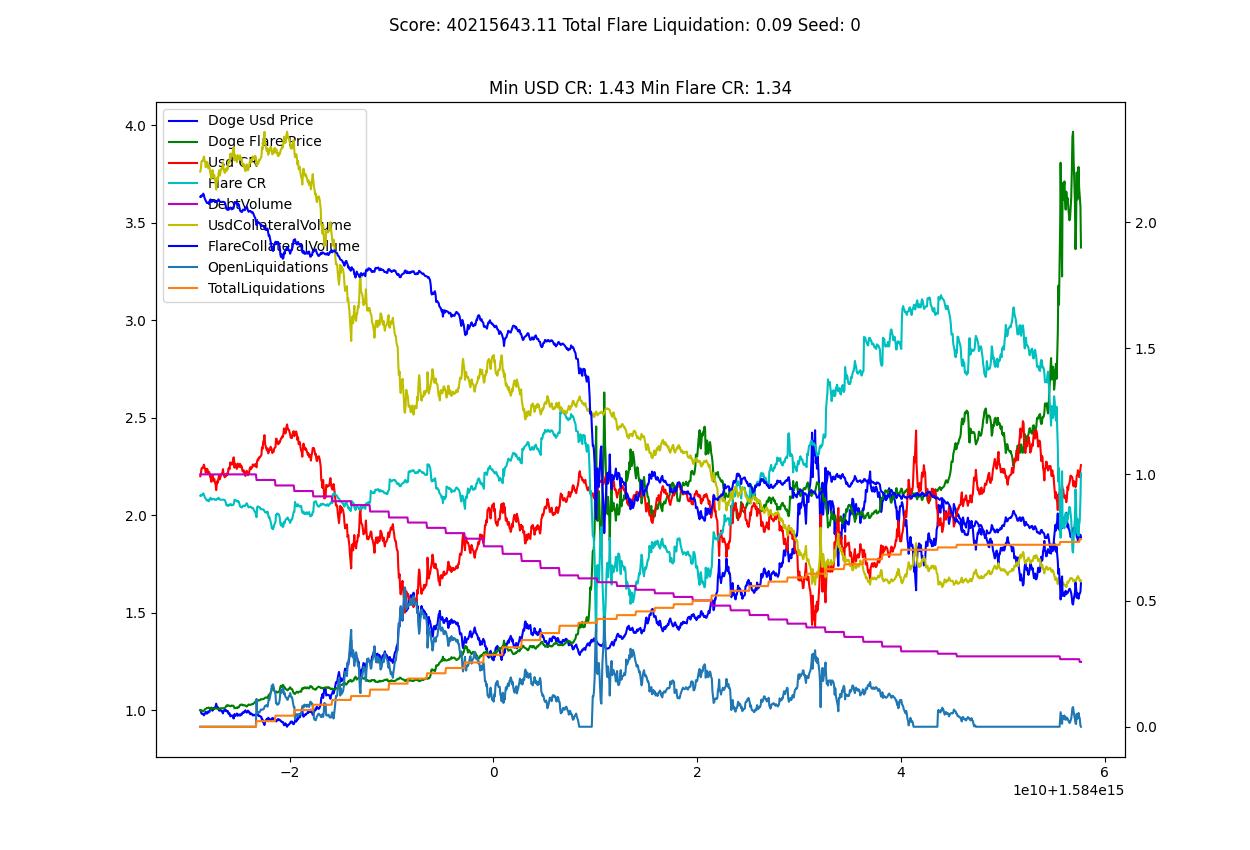 Score: 40215643.11 Total Flare Liquidation: 0.09 Seed: 0
Min USD CR: 1.43 Min Flare CR: 1.34
Doge Usd Price
Doge Flare Price
Usd CR
Flare CR
DebtVolume
UsdCollateralVolume
FlareCollateralVolume
OpenLiquidations
TotalLiquidations
4.0
3.5
3.0
2.5
2.0
1.5
1.0
2.0
1.5
1.0
0.5
0.0
−2
0
2
4
6
1e10+1.584e15